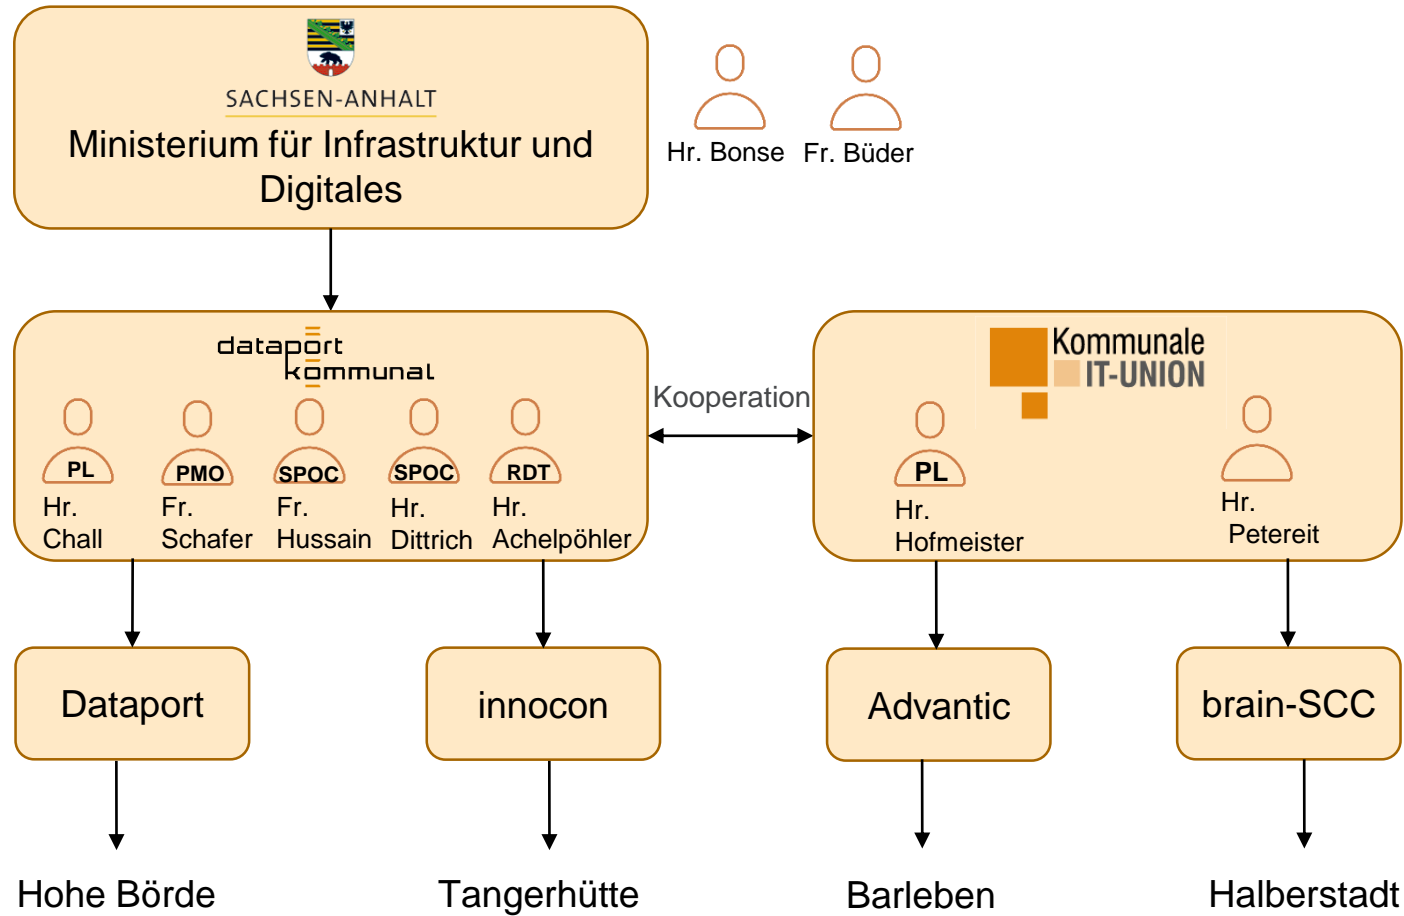 SACHSEN-ANHALT
Ministerium für Infrastruktur und
Digitales
Hr. Bonse
Fr. Büder
dataport
kommunal
PL
Hr.
Chall
PMO
Fr.
Schafer
SPOC
Fr.
Hussain
SPOC
Hr.
Dittrich
RDT
Hr.
Achelpöhler
Kooperation
Kommunale
IT-UNION
PL
Hr.
Hofmeister
Hr.
Petereit
Dataport
innocon
Advantic
brain-SCC
Hohe Börde
Tangerhütte
Barleben
Halberstadt